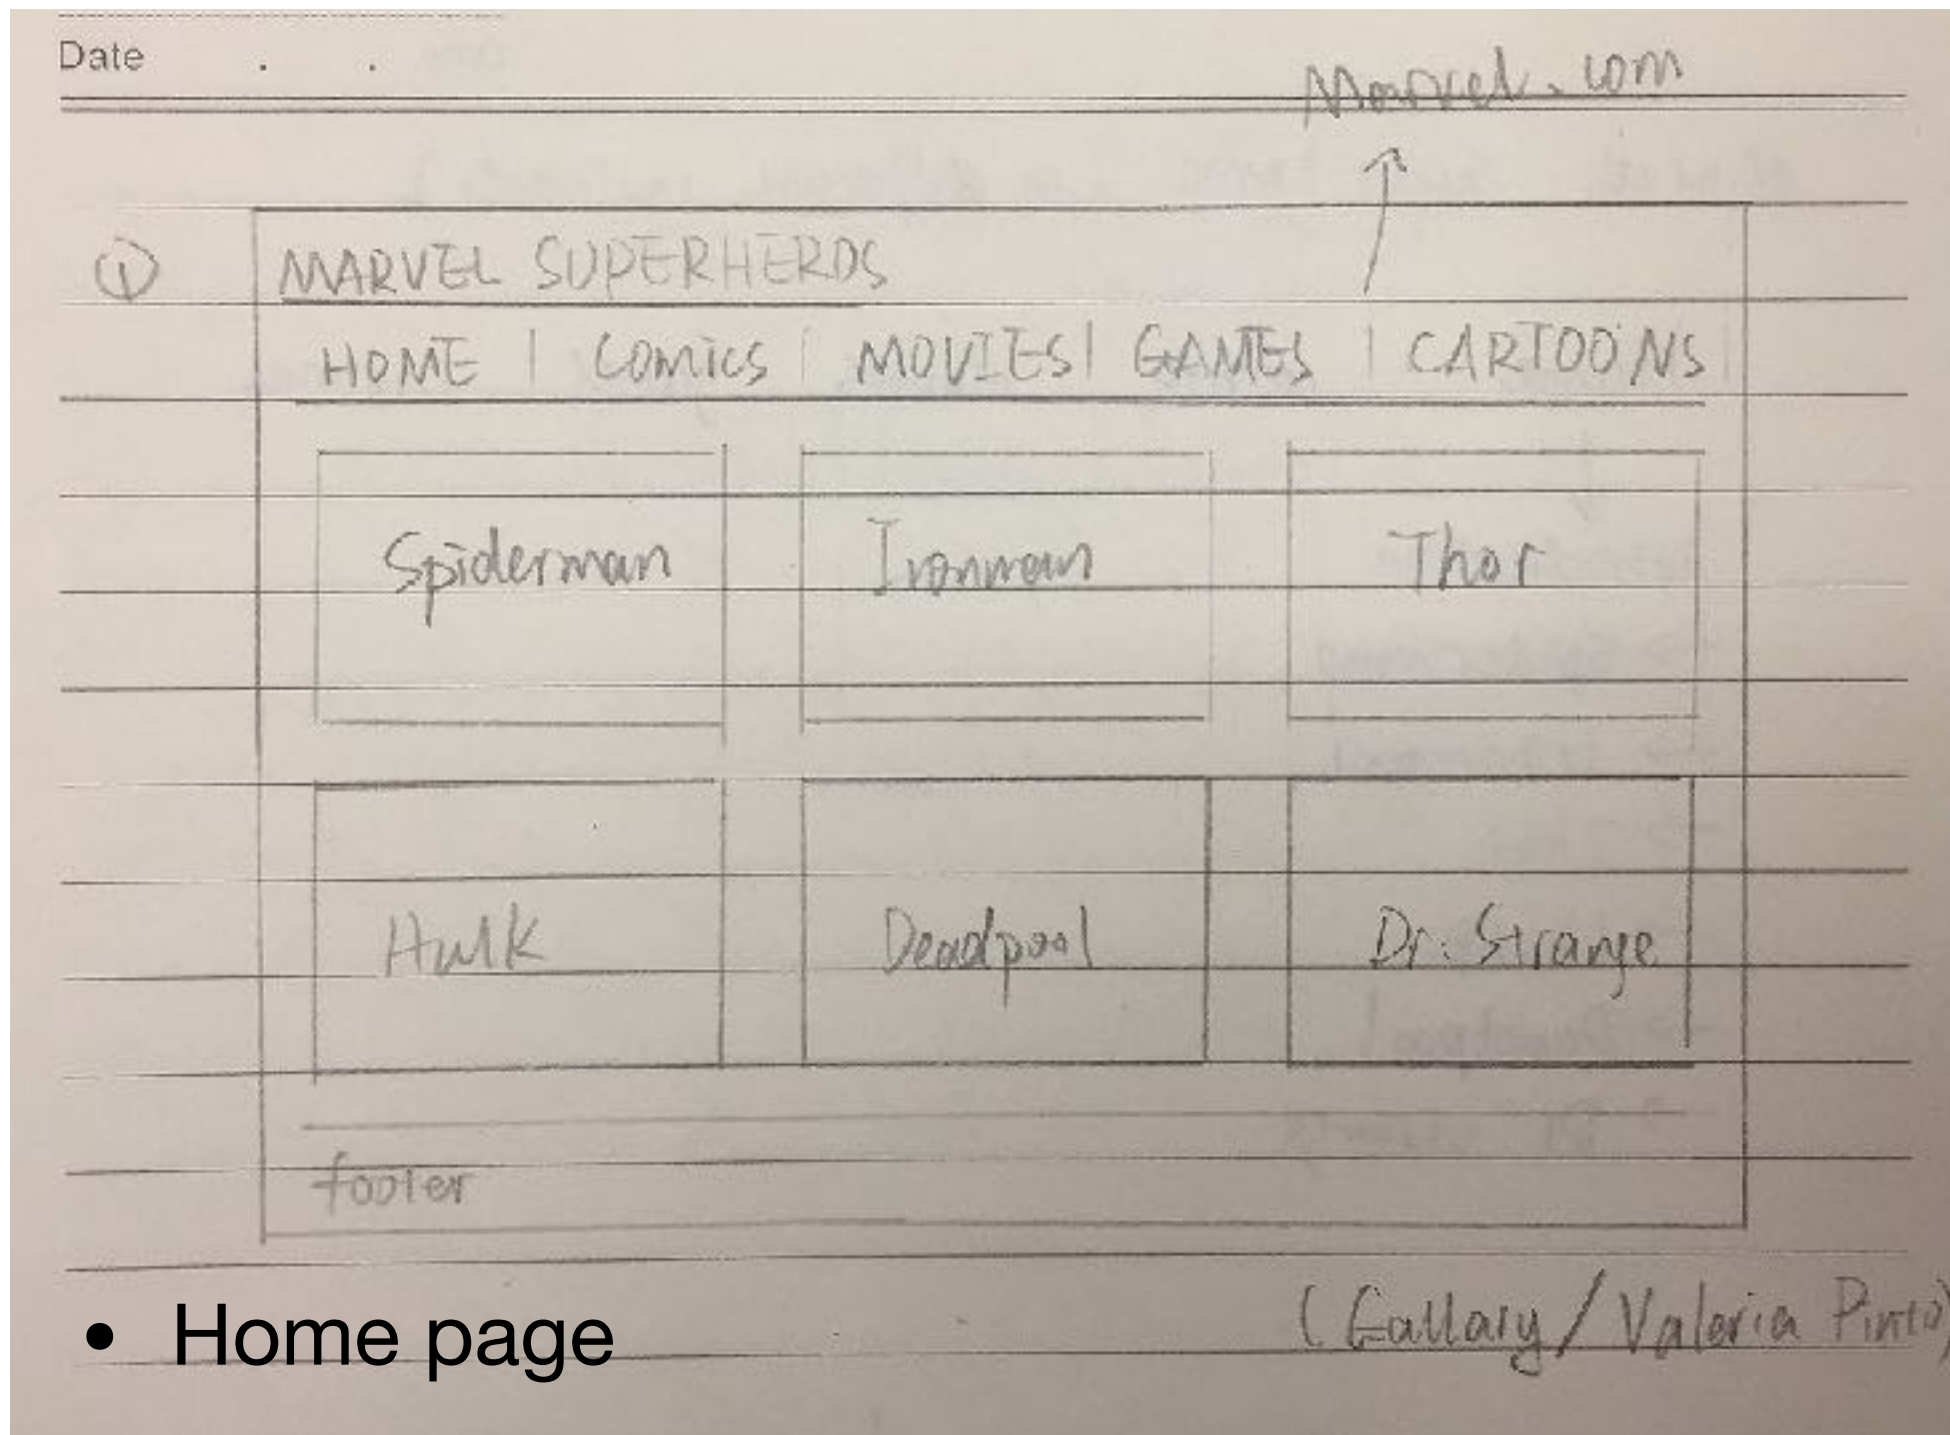 Date . .
Marvel.com
① MARVEL SUPERHEROS
HOME | COMICS | MOVIES | GAMES | CARTOONS
Spiderman Ironman Thor
Hulk Deadpool Dr. Strange
footer
• Home page
(Gallary / Valeria Pinto)